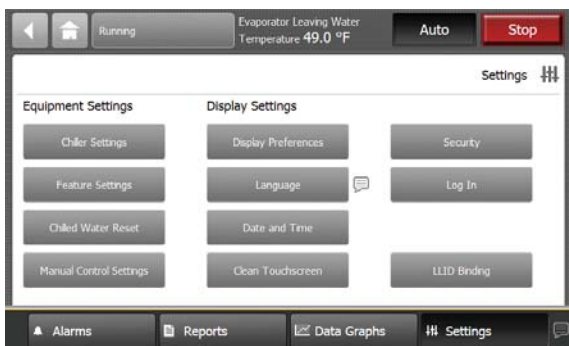 Running
Evaporator Leaving Water
Temperature 49.0 °F
Auto
Stop
Settings
Equipment Settings
Display Settings
Chiller Settings
Display Preferences
Security
Feature Settings
Language
Log In
Chilled Water Reset
Date and Time
Manual Control Settings
Clean Touchscreen
LLID Binding
Alarms
Reports
Data Graphs
Settings